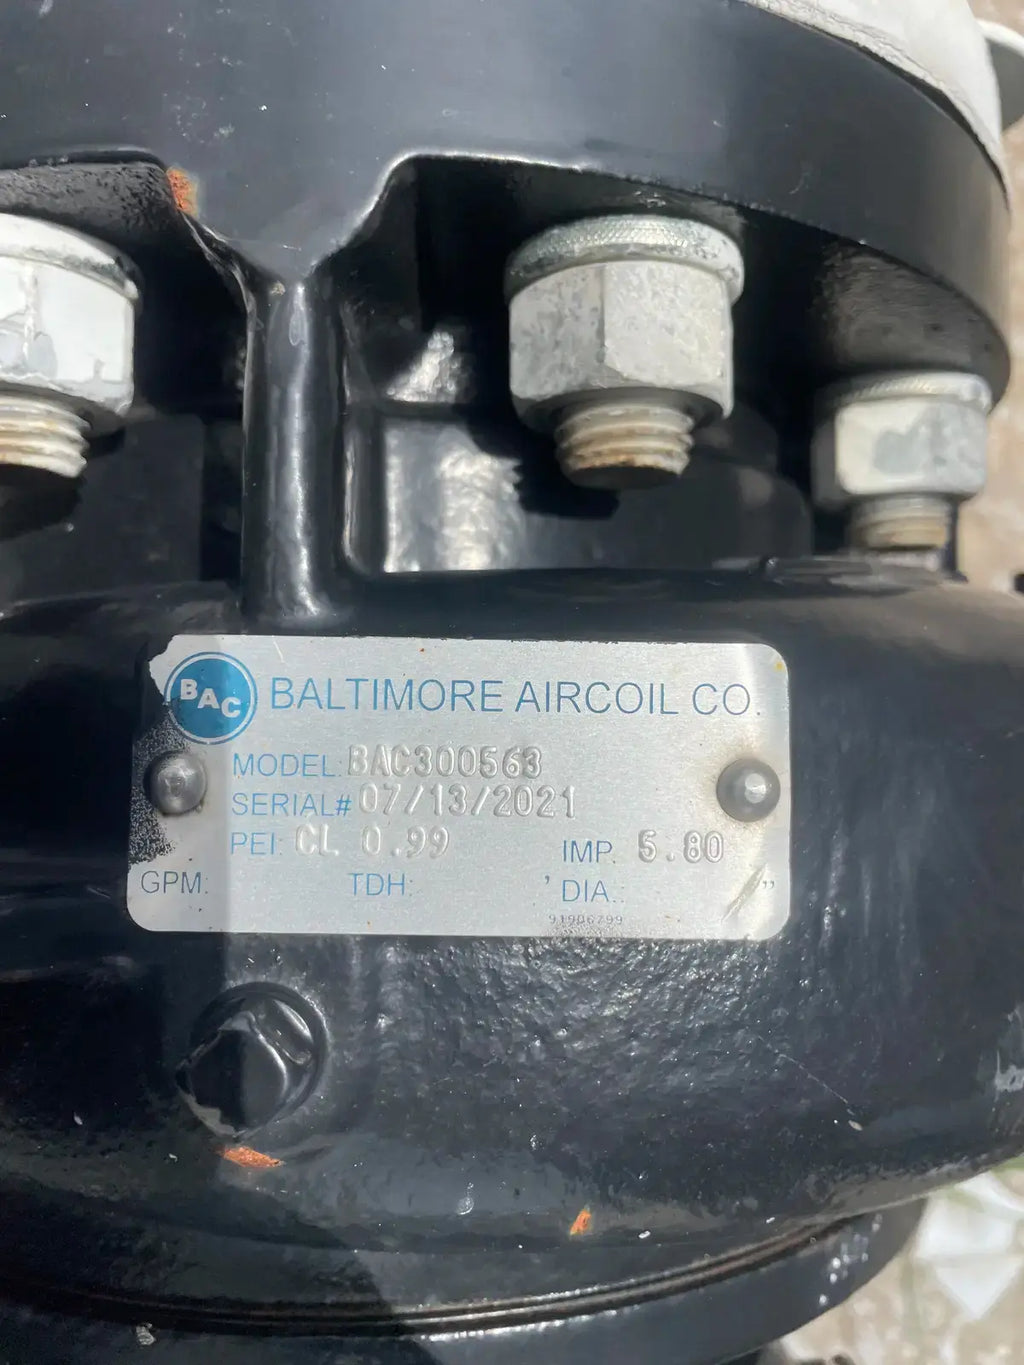 BAC BALTIMORE AIRCOIL CO.
MODEL: BAC300563
SERIAL# 07/13/2021
PEI: CL 0.99 IMP. 5.80
GPM: TDH: ' DIA.: "
91906799